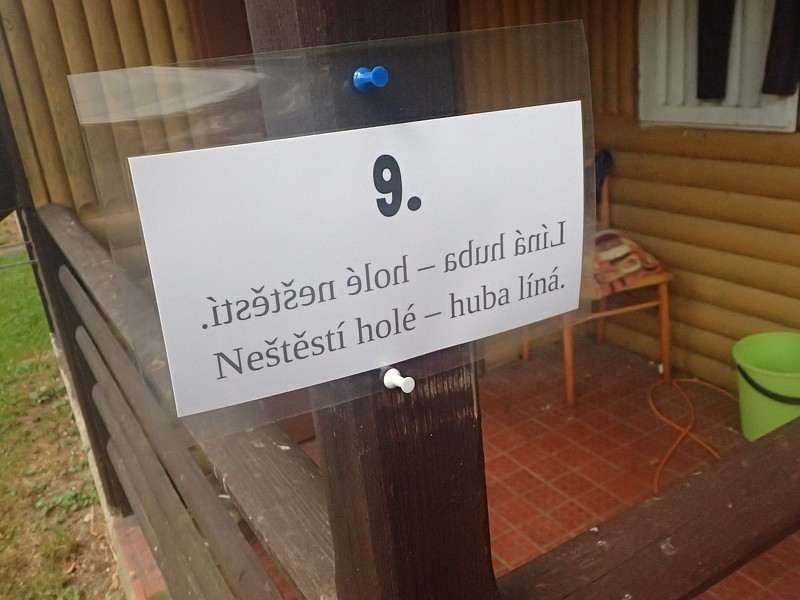 9.
Líná huba – holé neštěstí.
Neštěstí holé – huba líná.